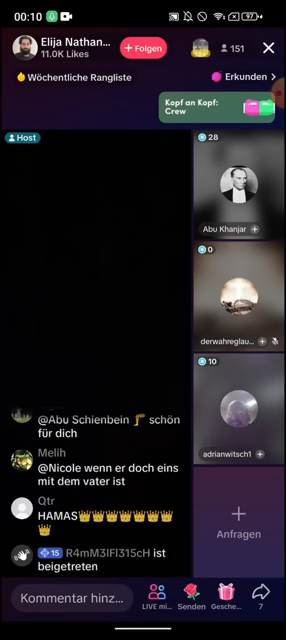 00:10
97
Elija Nathan...
11.0K Likes
+ Folgen
151
Wöchentliche Rangliste
Erkunden >
Kopf an Kopf:
Crew
Host
28
Abu Khanjar
0
derwahreglau...
10
adrianwitsch1
@Abu Schienbein 🦵 schön
für dich
Melih
@Nicole wenn er doch eins
mit dem vater ist
Qtr
HAMAS👑👑👑👑👑👑👑👑
👑
15 R4mM3lFl315cH ist
beigetreten
Anfragen
Kommentar hinz...
LIVE mi...
Senden
Gesche...
7